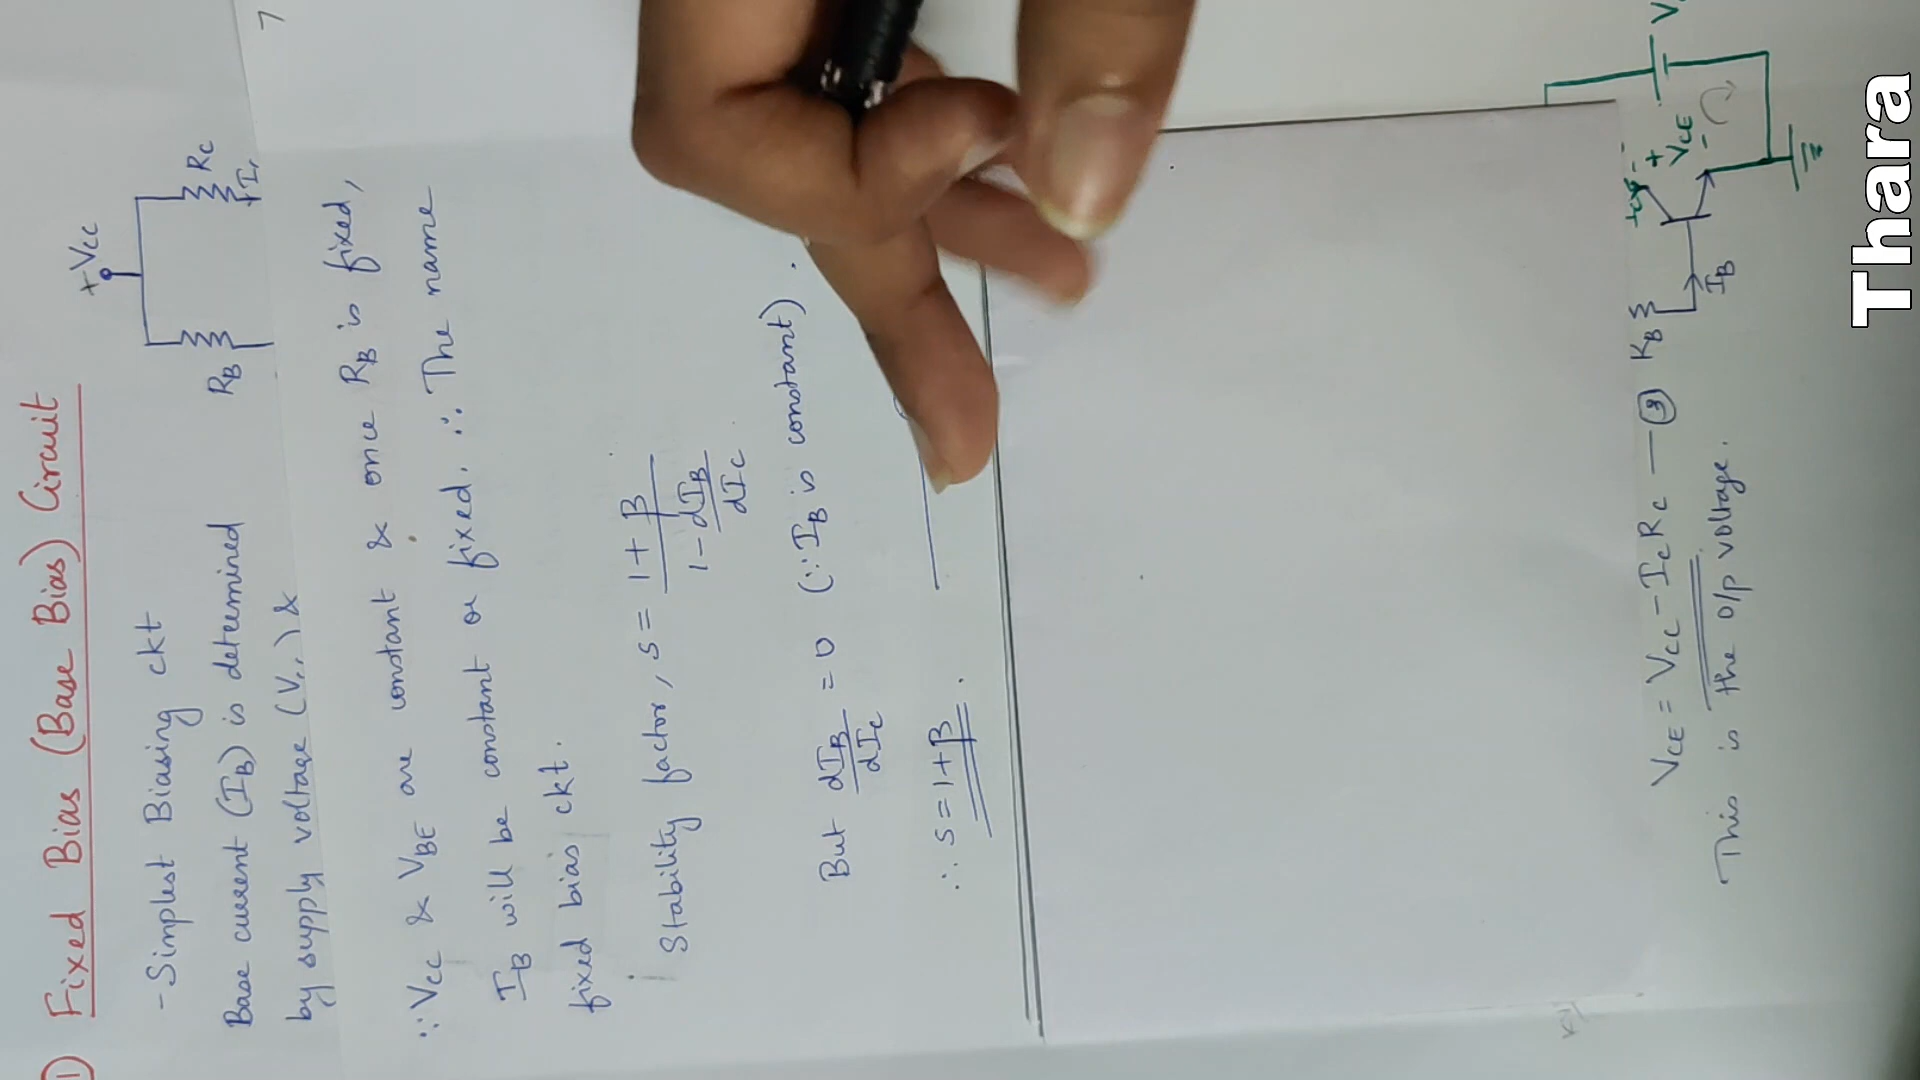 1) Fixed Bias (Base Bias) Circuit
- Simplest Biasing ckt
Base current (IB) is determined
by supply voltage (Vcc) &
+Vcc
RB
RC
7
∵ VCC & VBE are constant & once RB is fixed,
IB will be constant or fixed. ∴ The name
fixed bias ckt.
Stability factor, S = 1+β / 1 - dIB/dIC
But dIB/dIC = 0 (∵ IB is constant).
∴ S = 1+β.
VCE = VCC - ICRC — (3)
This is the o/p voltage.
RB
IB
+
VCE
-
Thara